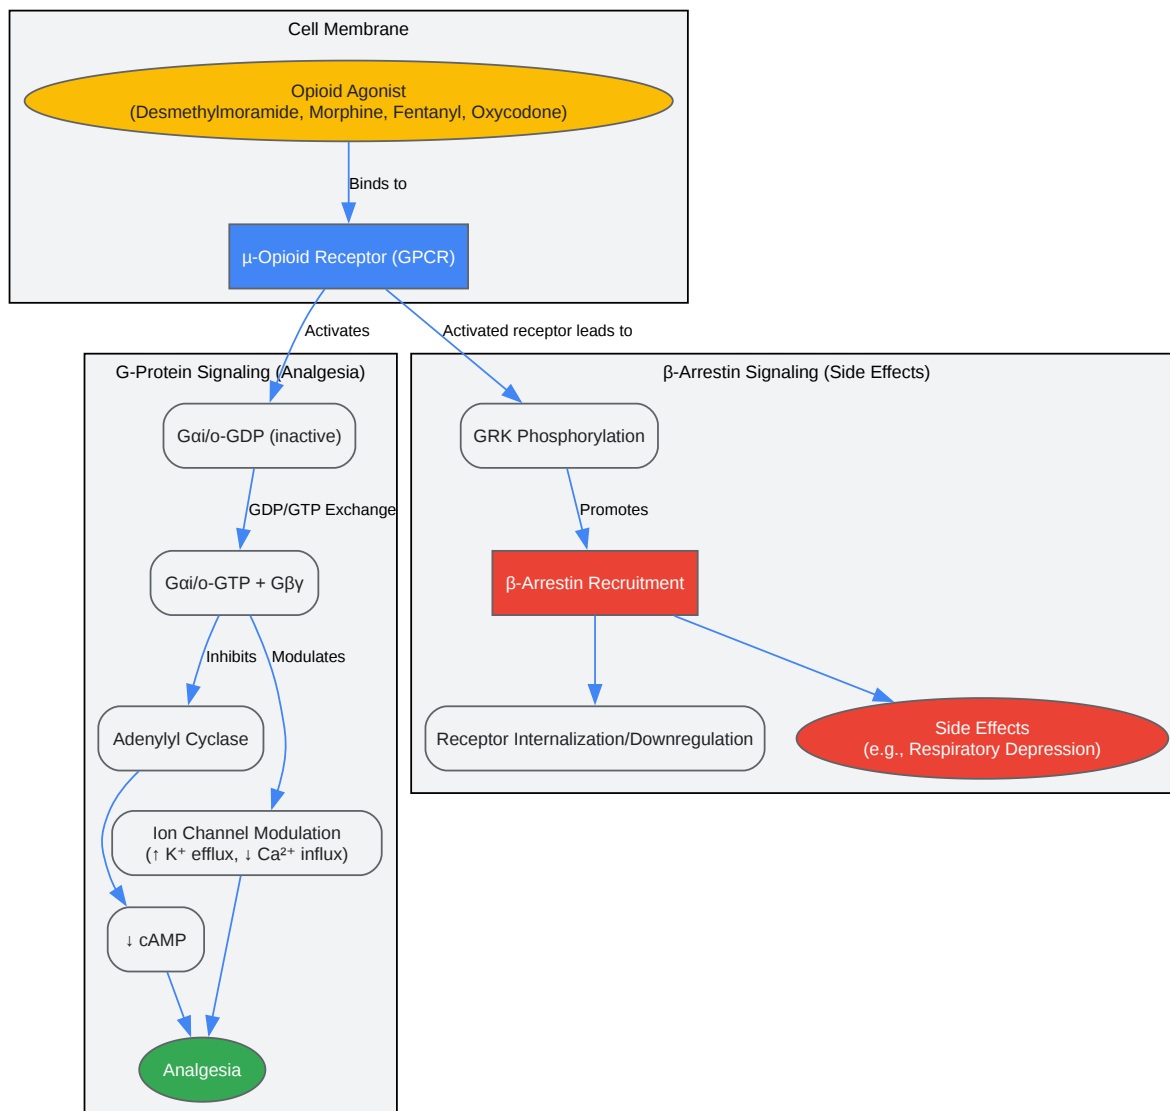 Cell Membrane
Opioid Agonist
(Desmethylmoramide, Morphine, Fentanyl, Oxycodone)
Binds to
µ-Opioid Receptor (GPCR)
Activates
Activated receptor leads to
G-Protein Signaling (Analgesia)
Gαi/o-GDP (inactive)
GDP/GTP Exchange
Gαi/o-GTP + Gβγ
Inhibits
Modulates
Adenylyl Cyclase
Ion Channel Modulation
(↑ K⁺ efflux, ↓ Ca²⁺ influx)
↓ cAMP
Analgesia
β-Arrestin Signaling (Side Effects)
GRK Phosphorylation
Promotes
β-Arrestin Recruitment
Receptor Internalization/Downregulation
Side Effects
(e.g., Respiratory Depression)